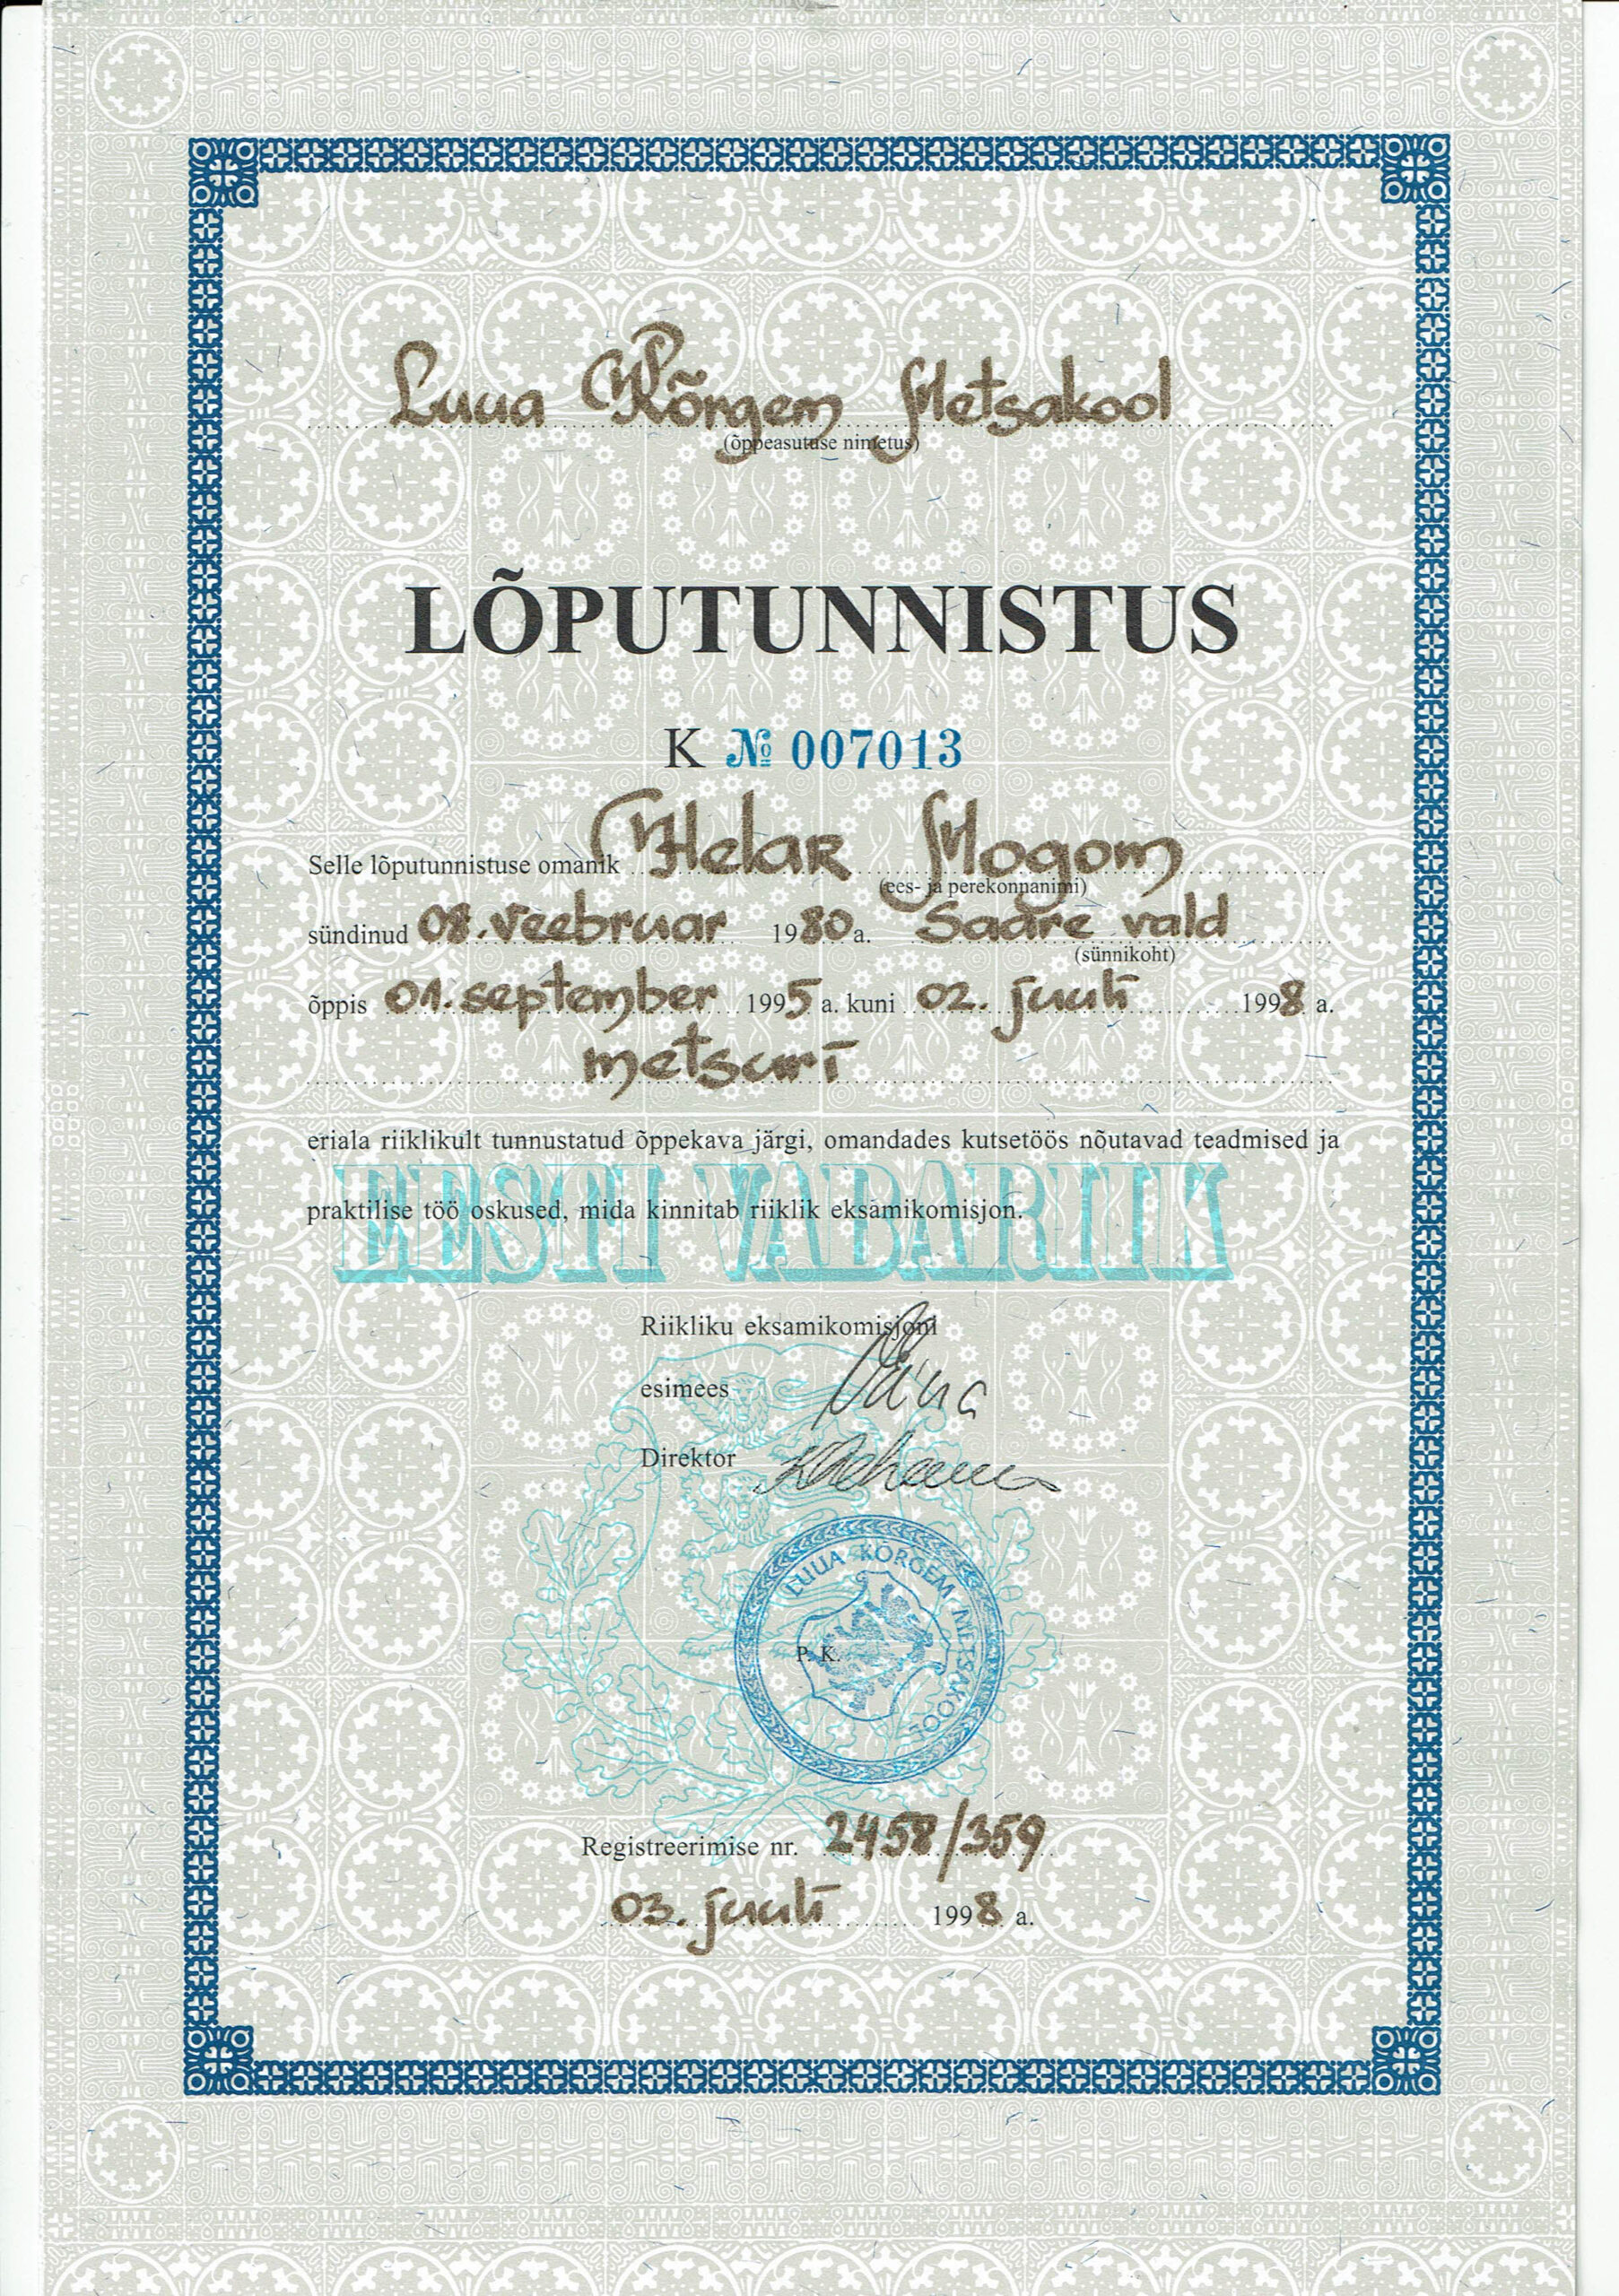 Luua Kõrgem Metsakool
(õppeasutuse nimetus)
LÕPUTUNNISTUS
K № 007013
Selle lõputunnistuse omanik Helar Mogom
(ees- ja perekonnanimi)
sündinud 08. veebruar 1980 a. Saare vald
(sünnikoht)
õppis 01. september 1995 a. kuni 02. juuli 1998 a.
metsuri
eriala riiklikult tunnustatud õppekava järgi, omandades kutsetöös nõutavad teadmised ja
EESTI VABARIIK
praktilise töö oskused, mida kinnitab riiklik eksamikomisjon.
Riikliku eksamikomisjoni
esimees
Direktor
LUUA KÕRGEM METSAKOOL
P. K.
Registreerimise nr. 2458/359
03. juuli 1998 a.